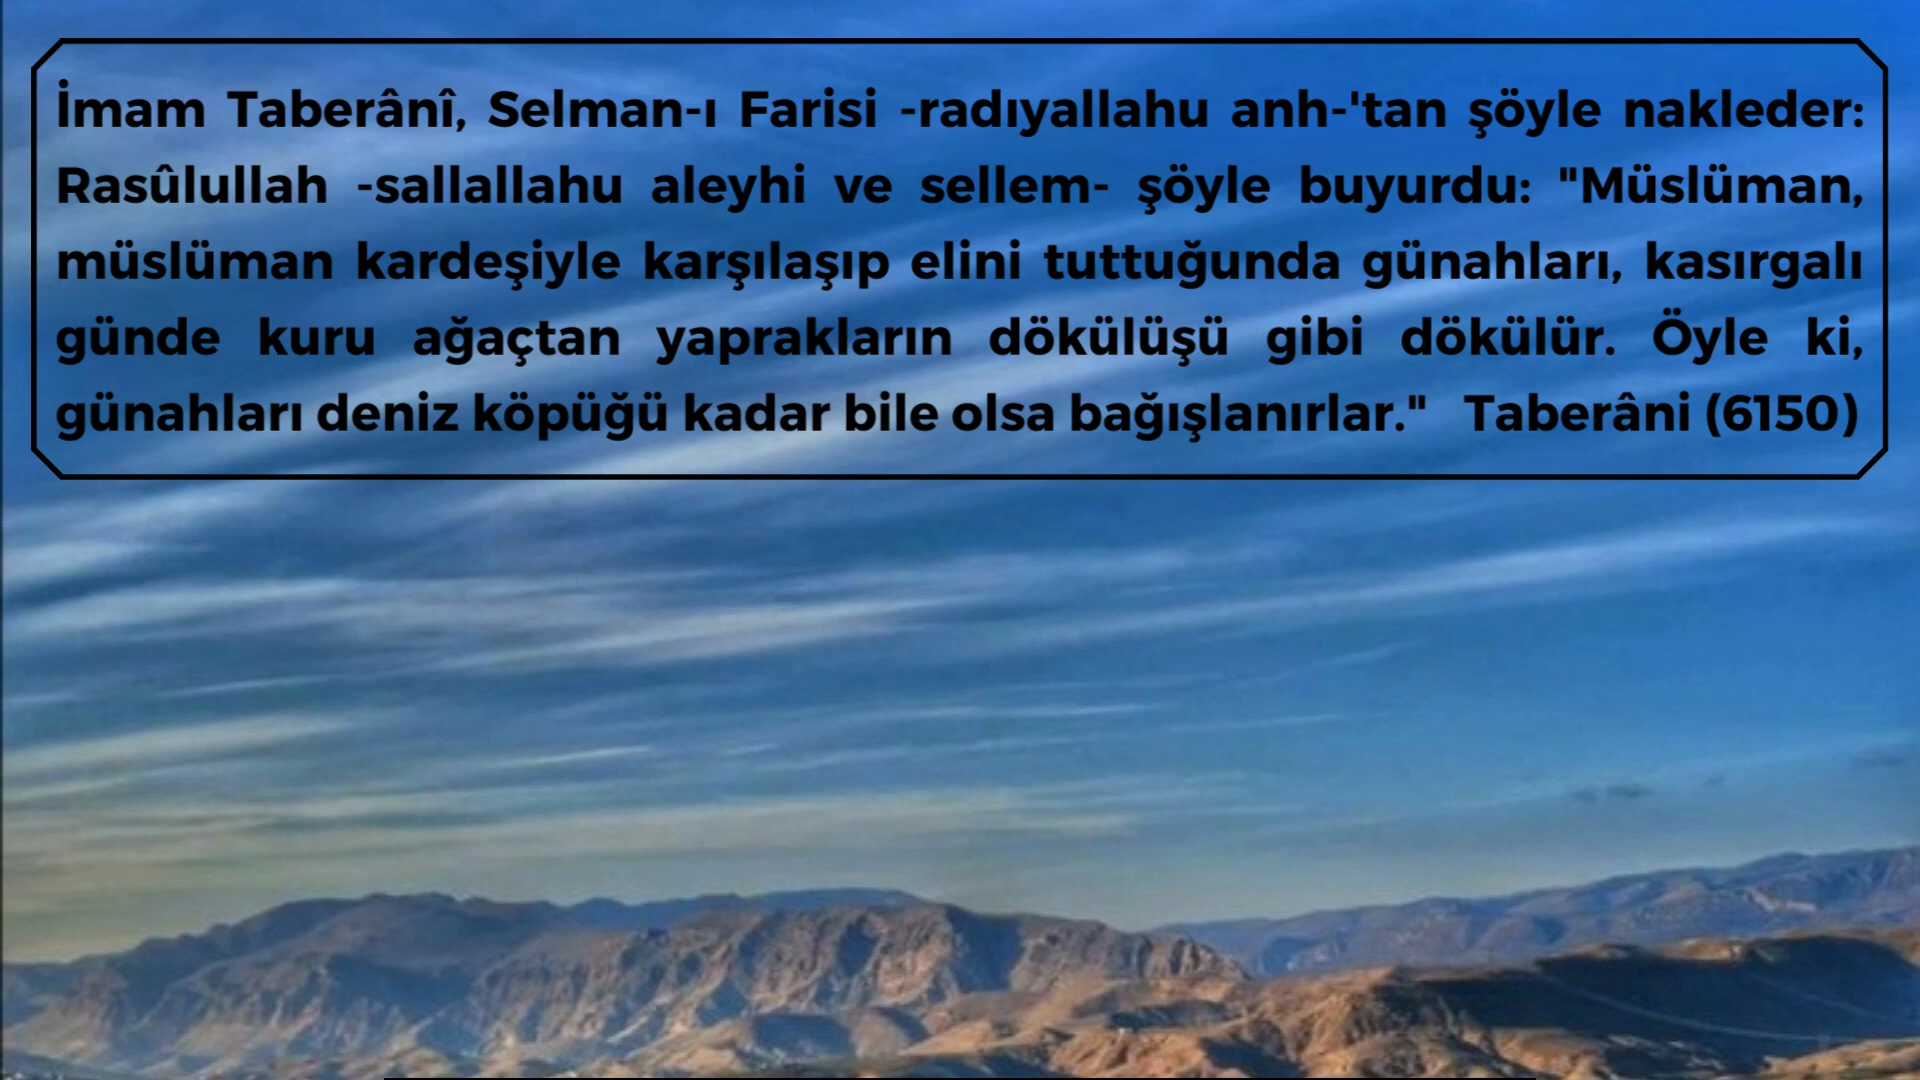 İmam Taberânî, Selman-ı Farisi -radıyallahu anh-'tan şöyle nakleder:
Rasûlullah -sallallahu aleyhi ve sellem- şöyle buyurdu: "Müslüman,
müslüman kardeşiyle karşılaşıp elini tuttuğunda günahları, kasırgalı
günde kuru ağaçtan yaprakların dökülüşü gibi dökülür. Öyle ki,
günahları deniz köpüğü kadar bile olsa bağışlanırlar." Taberâni (6150)